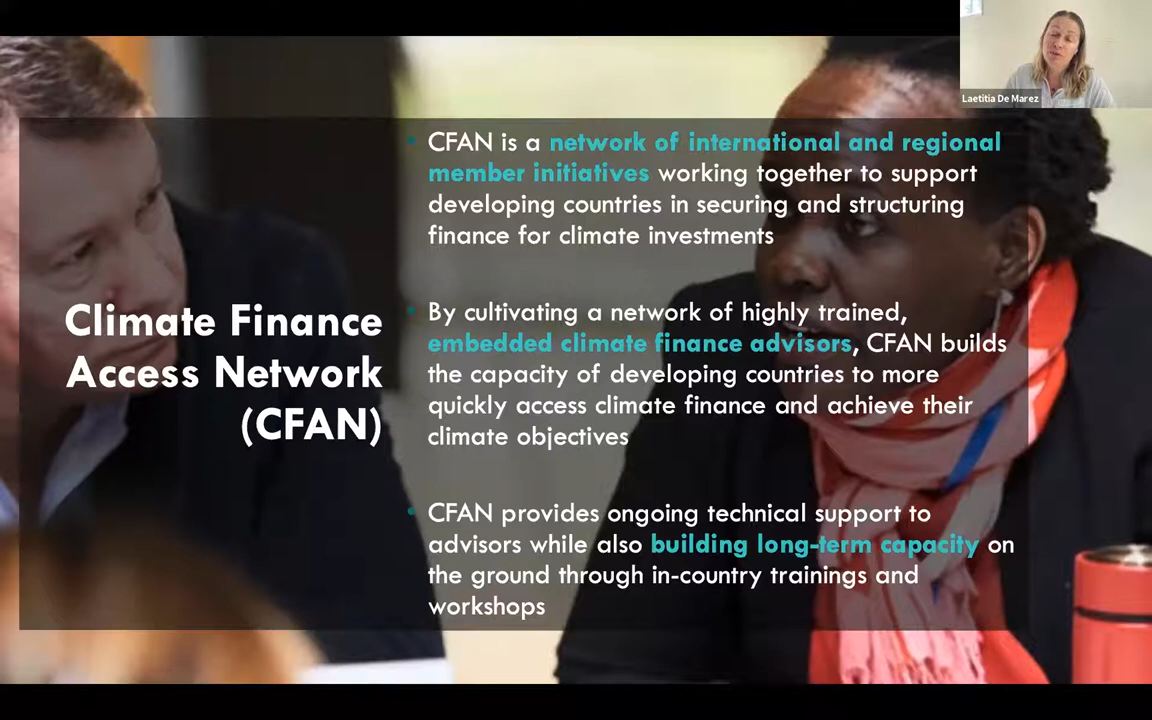 Laetitia De Marez
Climate Finance
Access Network
(CFAN)
• CFAN is a network of international and regional
member initiatives working together to support
developing countries in securing and structuring
finance for climate investments
• By cultivating a network of highly trained,
embedded climate finance advisors, CFAN builds
the capacity of developing countries to more
quickly access climate finance and achieve their
climate objectives
• CFAN provides ongoing technical support to
advisors while also building long-term capacity on
the ground through in-country trainings and
workshops